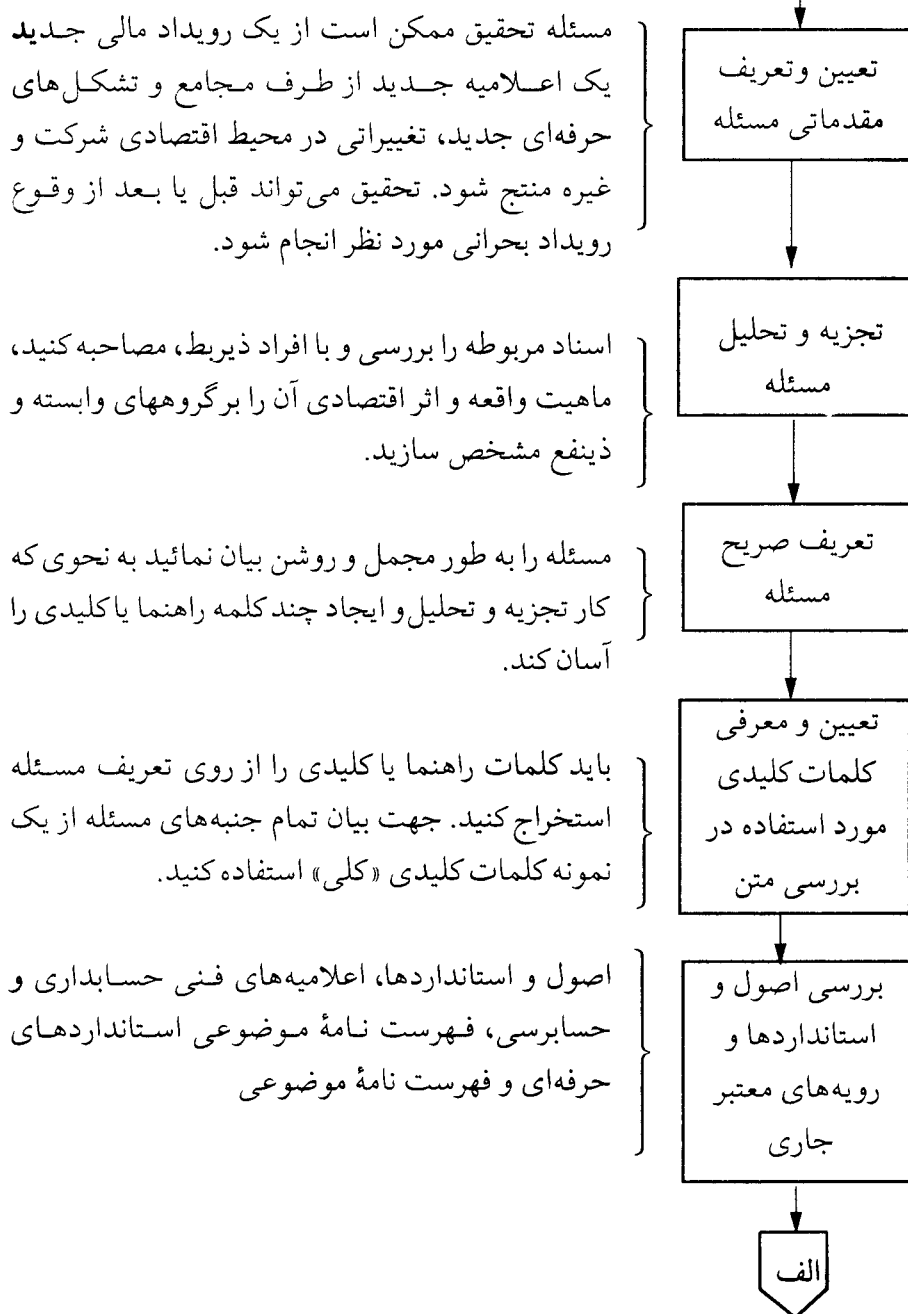 تعیین وتعریف
مقدماتی مسئله
مسئله تحقیق ممکن است از یک رویداد مالی جدید
یک اعلامیه جدید از طرف مجامع و تشکل‌های
حرفه‌ای جدید، تغییراتی در محیط اقتصادی شرکت و
غیره منتج شود. تحقیق می‌تواند قبل یا بعد از وقوع
رویداد بحرانی مورد نظر انجام شود.
تجزیه و تحلیل
مسئله
اسناد مربوطه را بررسی و با افراد ذیربط، مصاحبه کنید،
ماهیت واقعه و اثر اقتصادی آن را برگروههای وابسته و
ذینفع مشخص سازید.
تعریف صریح
مسئله
مسئله را به طور مجمل و روشن بیان نمائید به نحوی که
کار تجزیه و تحلیل و ایجاد چند کلمه راهنما یا کلیدی را
آسان کند.
تعیین و معرفی
کلمات کلیدی
مورد استفاده در
بررسی متن
باید کلمات راهنما یا کلیدی را از روی تعریف مسئله
استخراج کنید. جهت بیان تمام جنبه‌های مسئله از یک
نمونه کلمات کلیدی «کلی» استفاده کنید.
بررسی اصول و
استانداردها و
رویه‌های معتبر
جاری
اصول و استانداردها، اعلامیه‌های فنی حسابداری و
حسابرسی، فهرست نامهٔ موضوعی استانداردهای
حرفه‌ای و فهرست نامهٔ موضوعی
الف